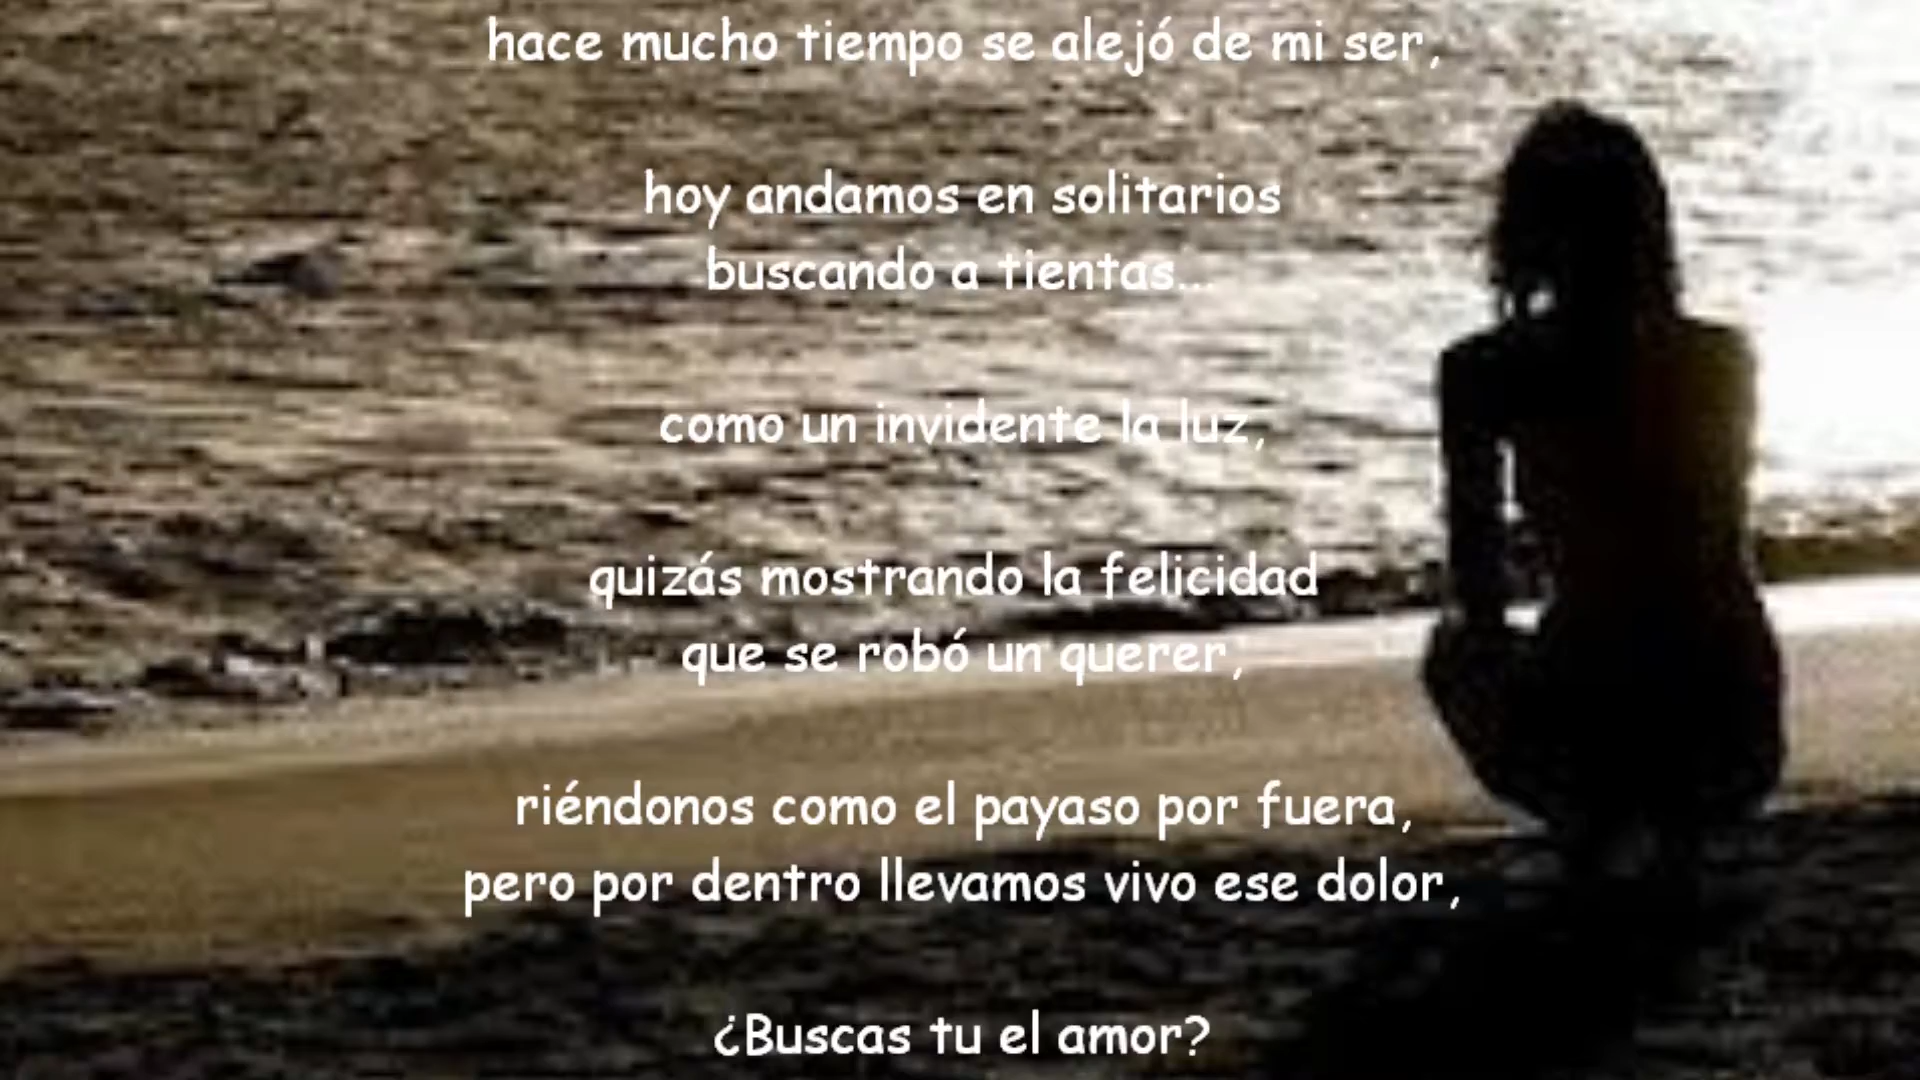 hace mucho tiempo se alejó de mi ser,
hoy andamos en solitarios
buscando a tientas...
como un invidente la luz,
quizás mostrando la felicidad
que se robó un querer,
riéndonos como el payaso por fuera,
pero por dentro llevamos vivo ese dolor,
¿Buscas tu el amor?